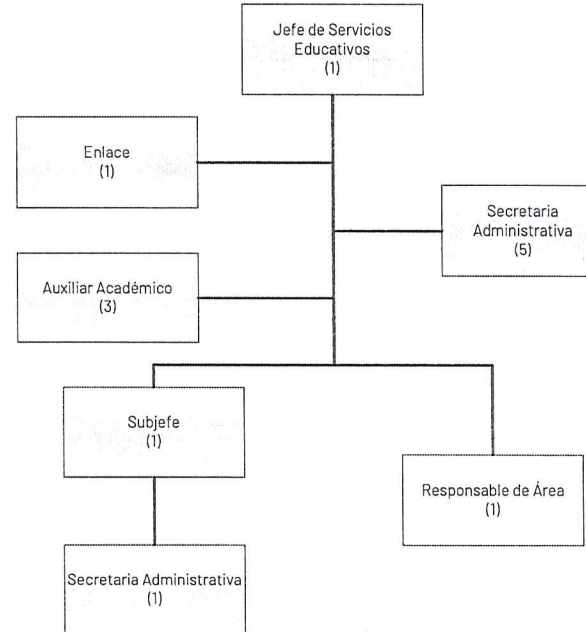 Jefe de Servicios
Educativos
(1)
Enlace
(1)
Secretaria
Administrativa
(5)
Auxiliar Académico
(3)
Subjefe
(1)
Responsable de Área
(1)
Secretaria Administrativa
(1)